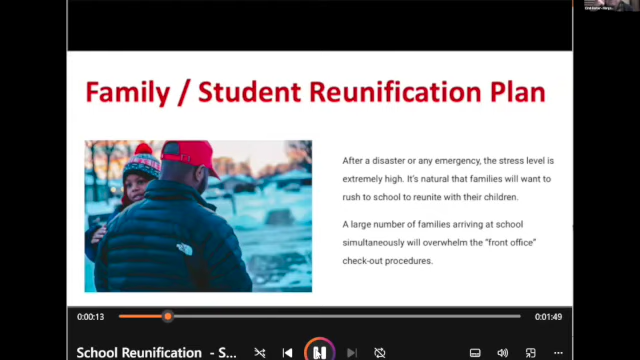 Family / Student Reunification Plan
After a disaster or any emergency, the stress level is
extremely high. It's natural that families will want to
rush to school to reunite with their children.
A large number of families arriving at school
simultaneously will overwhelm the “front office”
check-out procedures.
0:00:13
0:01:49
School Reunification - S...